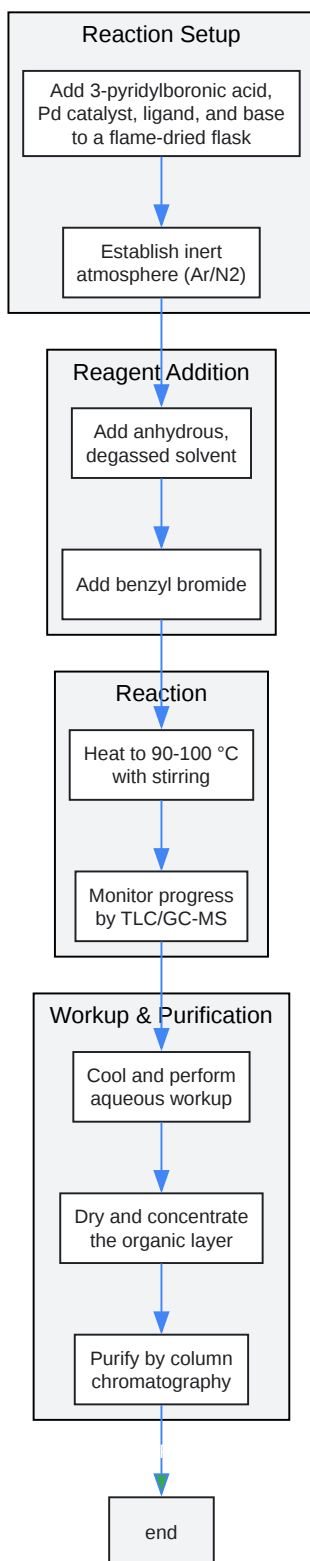 Reaction Setup
Add 3-pyridylboronic acid,
Pd catalyst, ligand, and base
to a flame-dried flask
Establish inert
atmosphere (Ar/N2)
Reagent Addition
Add anhydrous,
degassed solvent
Add benzyl bromide
Reaction
Heat to 90-100 °C
with stirring
Monitor progress
by TLC/GC-MS
Workup & Purification
Cool and perform
aqueous workup
Dry and concentrate
the organic layer
Purify by column
chromatography
end